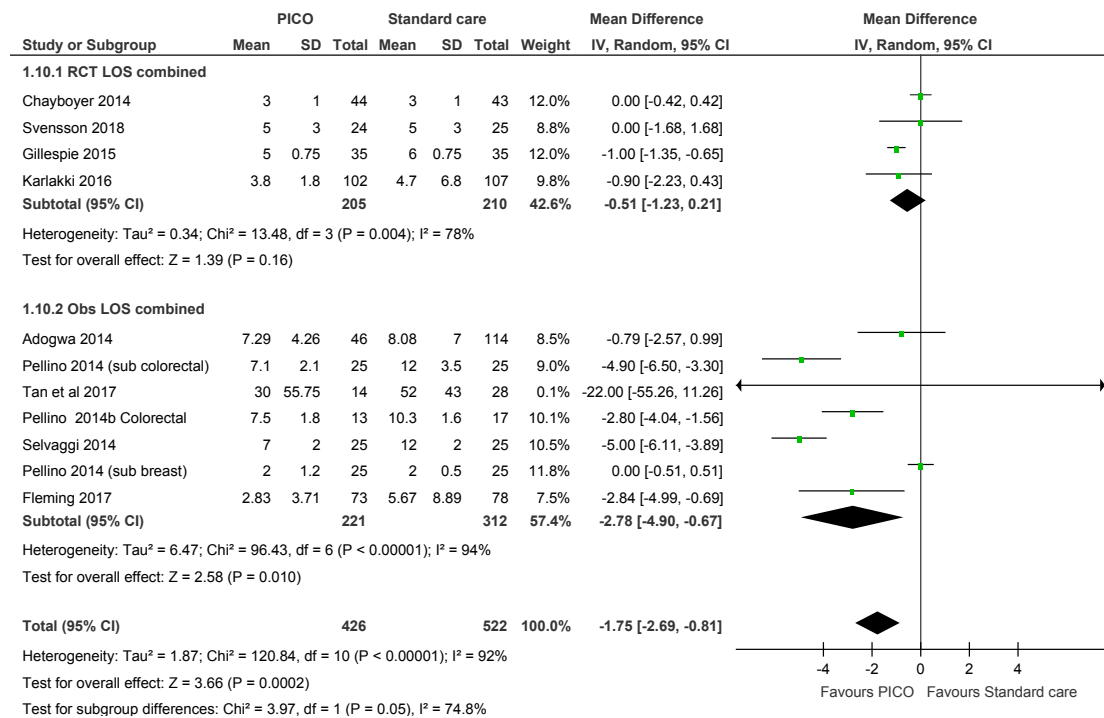 PICO Standard care Mean Difference Mean Difference
Study or Subgroup Mean SD Total Mean SD Total Weight IV, Random, 95% CI IV, Random, 95% CI
1.10.1 RCT LOS combined
Chayboyer 2014 3 1 44 3 1 43 12.0% 0.00 [-0.42, 0.42]
Svensson 2018 5 3 24 5 3 25 8.8% 0.00 [-1.68, 1.68]
Gillespie 2015 5 0.75 35 6 0.75 35 12.0% -1.00 [-1.35, -0.65]
Karlakki 2016 3.8 1.8 102 4.7 6.8 107 9.8% -0.90 [-2.23, 0.43]
Subtotal (95% CI) 205 210 42.6% -0.51 [-1.23, 0.21]
Heterogeneity: Tau² = 0.34; Chi² = 13.48, df = 3 (P = 0.004); I² = 78%
Test for overall effect: Z = 1.39 (P = 0.16)
1.10.2 Obs LOS combined
Adogwa 2014 7.29 4.26 46 8.08 7 114 8.5% -0.79 [-2.57, 0.99]
Pellino 2014 (sub colorectal) 7.1 2.1 25 12 3.5 25 9.0% -4.90 [-6.50, -3.30]
Tan et al 2017 30 55.75 14 52 43 28 0.1% -22.00 [-55.26, 11.26]
Pellino 2014b Colorectal 7.5 1.8 13 10.3 1.6 17 10.1% -2.80 [-4.04, -1.56]
Selvaggi 2014 7 2 25 12 2 25 10.5% -5.00 [-6.11, -3.89]
Pellino 2014 (sub breast) 2 1.2 25 2 0.5 25 11.8% 0.00 [-0.51, 0.51]
Fleming 2017 2.83 3.71 73 5.67 8.89 78 7.5% -2.84 [-4.99, -0.69]
Subtotal (95% CI) 221 312 57.4% -2.78 [-4.90, -0.67]
Heterogeneity: Tau² = 6.47; Chi² = 96.43, df = 6 (P < 0.00001); I² = 94%
Test for overall effect: Z = 2.58 (P = 0.010)
Total (95% CI) 426 522 100.0% -1.75 [-2.69, -0.81]
Heterogeneity: Tau² = 1.87; Chi² = 120.84, df = 10 (P < 0.00001); I² = 92%
Test for overall effect: Z = 3.66 (P = 0.0002)
Test for subgroup differences: Chi² = 3.97, df = 1 (P = 0.05), I² = 74.8%
-4 -2 0 2 4
Favours PICO Favours Standard care